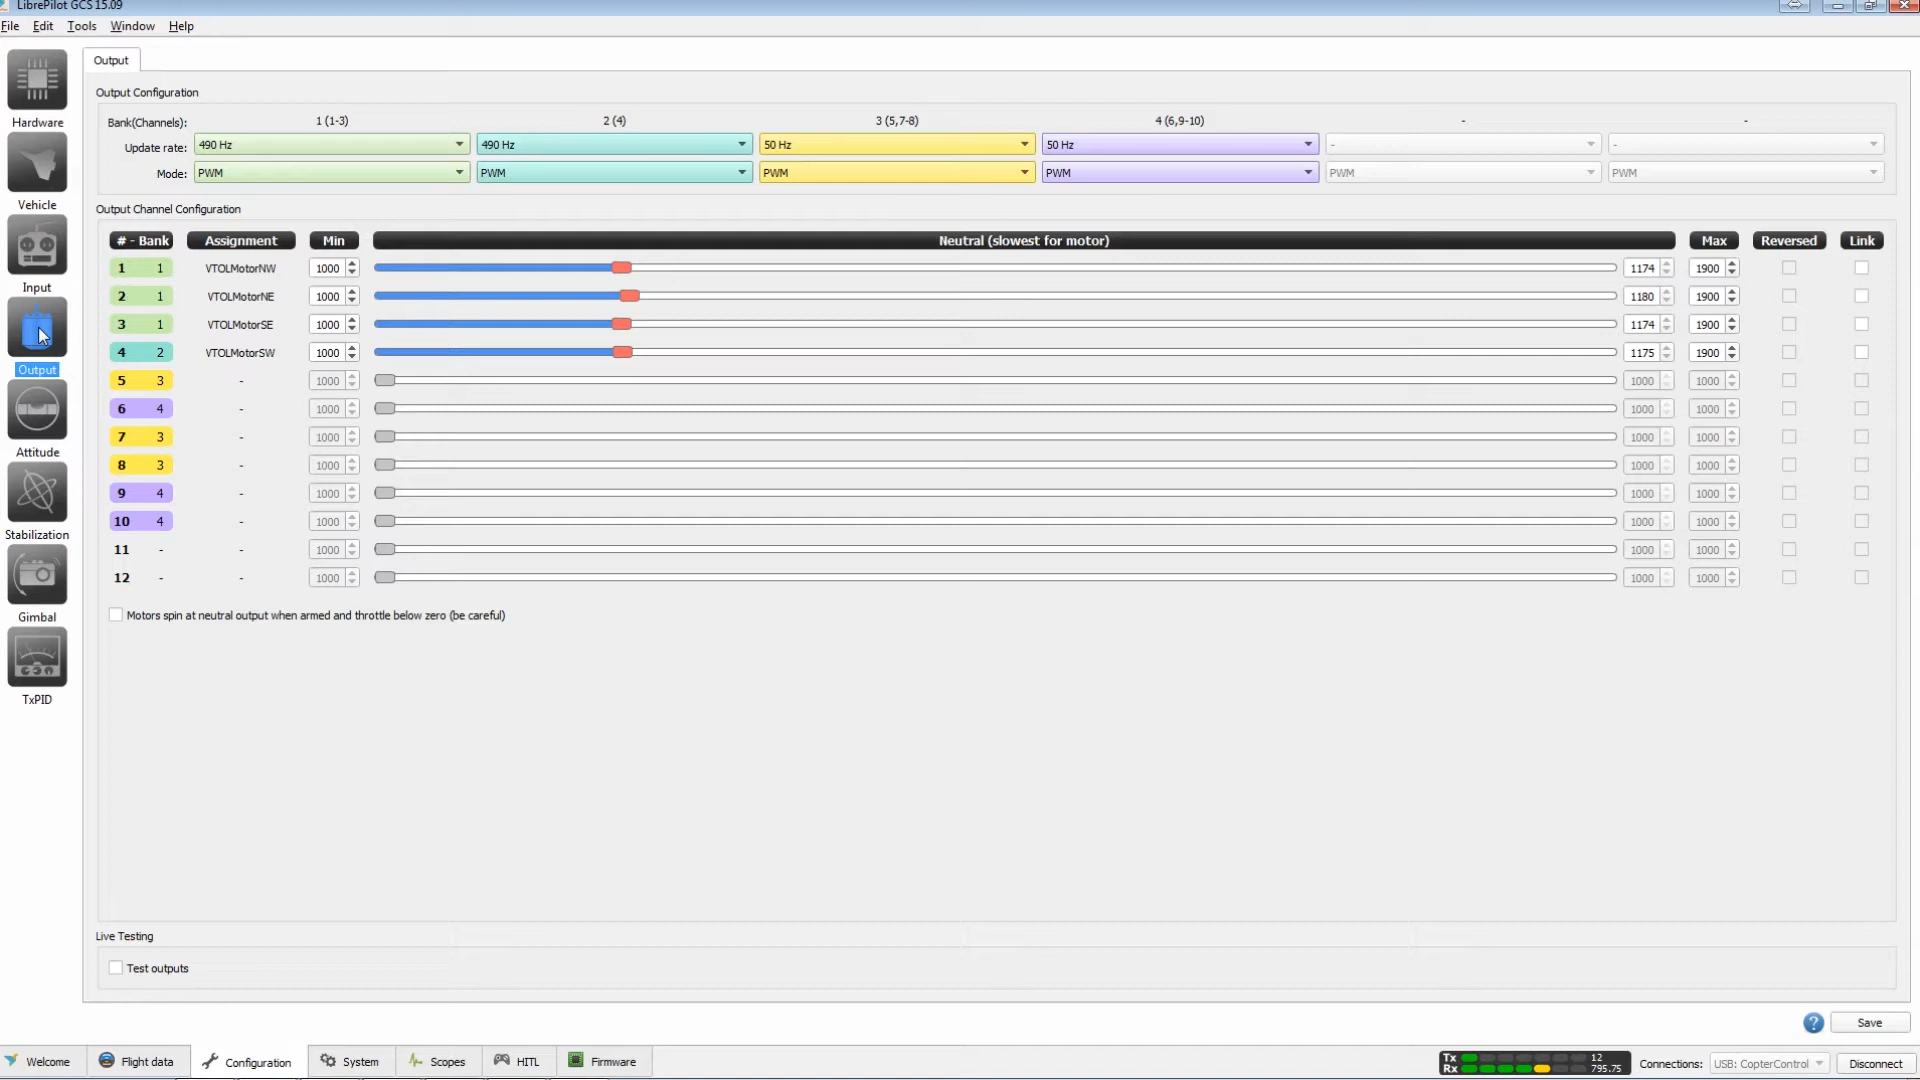 LibrePilot GCS 15.09
File Edit Tools Window Help
Output
Hardware
Vehicle
Input
Output
Attitude
Stabilization
Gimbal
TxPID
Output Configuration
Bank(Channels): 1 (1-3) 2 (4) 3 (5,7-8) 4 (6,9-10) - -
Update rate: 490 Hz 490 Hz 50 Hz 50 Hz - -
Mode: PWM PWM PWM PWM PWM PWM
Output Channel Configuration
# - Bank Assignment Min Neutral (slowest for motor) Max Reversed Link
1 1 VTOLMotorNW 1000 1174 1900
2 1 VTOLMotorNE 1000 1180 1900
3 1 VTOLMotorSE 1000 1174 1900
4 2 VTOLMotorSW 1000 1175 1900
5 3 - 1000 1000 1000
6 4 - 1000 1000 1000
7 3 - 1000 1000 1000
8 3 - 1000 1000 1000
9 4 - 1000 1000 1000
10 4 - 1000 1000 1000
11 - - 1000 1000 1000
12 - - 1000 1000 1000
Motors spin at neutral output when armed and throttle below zero (be careful)
Live Testing
Test outputs
? Save
Welcome Flight data Configuration System Scopes HITL Firmware
Tx 12
Rx 795.75
Connections: USB: CopterControl Disconnect